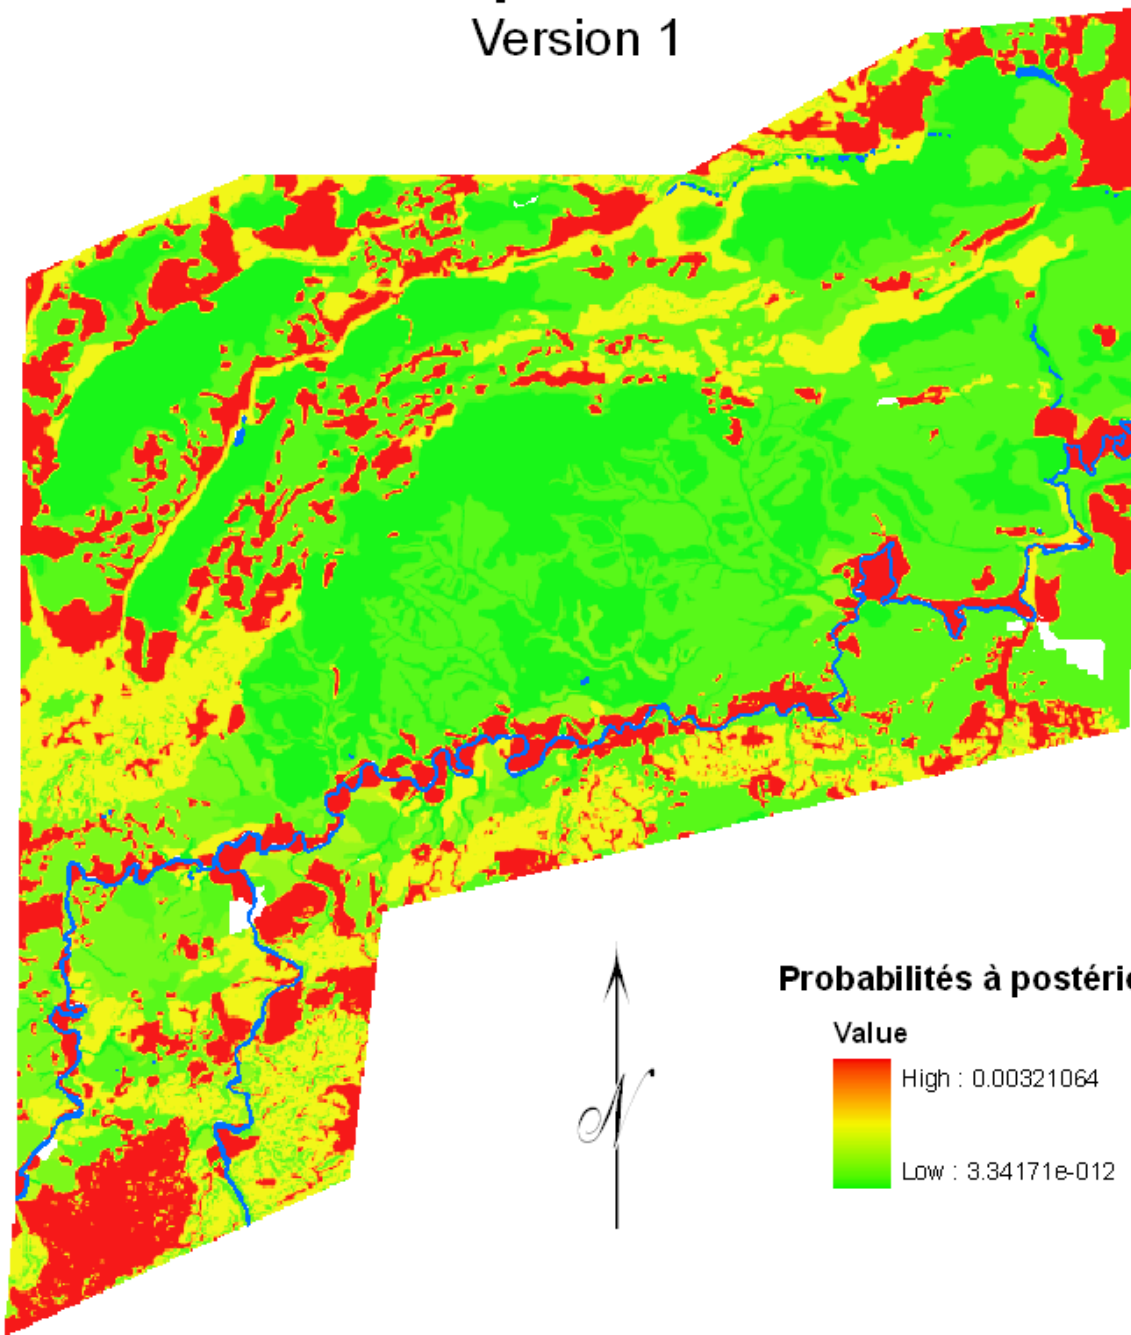 Version 1
Probabilités à postérie
Value
High : 0.00321064
Low : 3.34171e-012
N